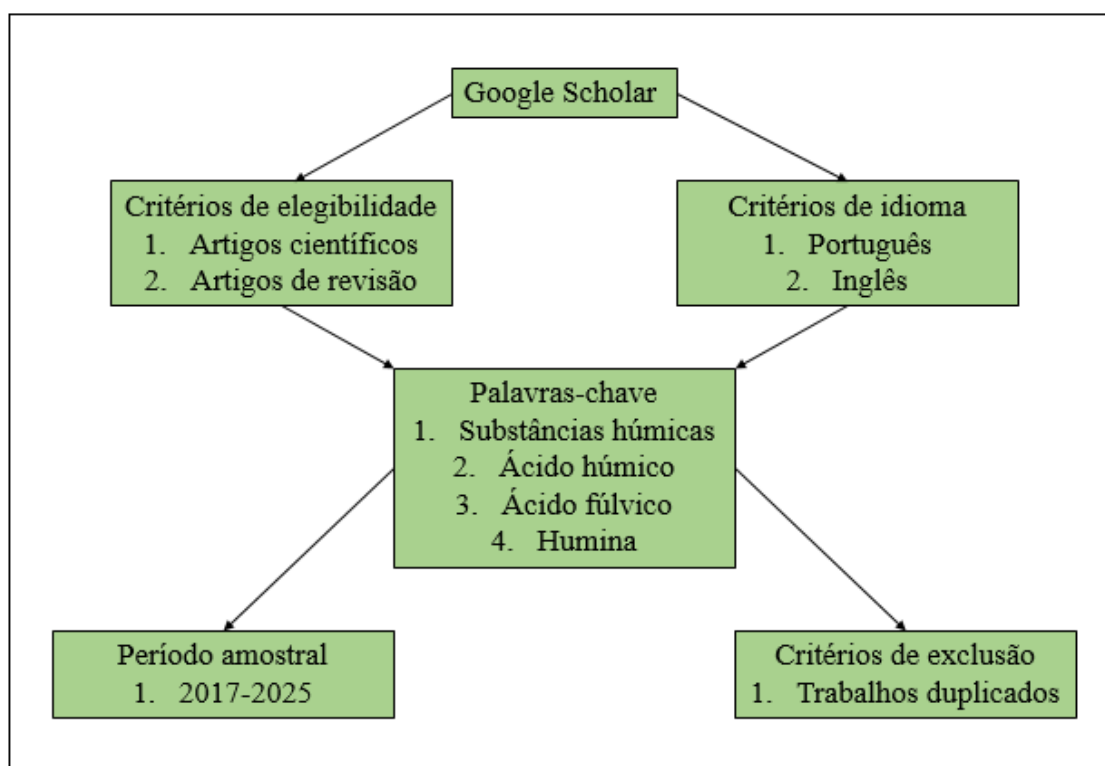 Google Scholar
Critérios de elegibilidade
1. Artigos científicos
2. Artigos de revisão
Critérios de idioma
1. Português
2. Inglês
Palavras-chave
1. Substâncias húmicas
2. Ácido húmico
3. Ácido fúlvico
4. Humina
Período amostral
1. 2017-2025
Critérios de exclusão
1. Trabalhos duplicados